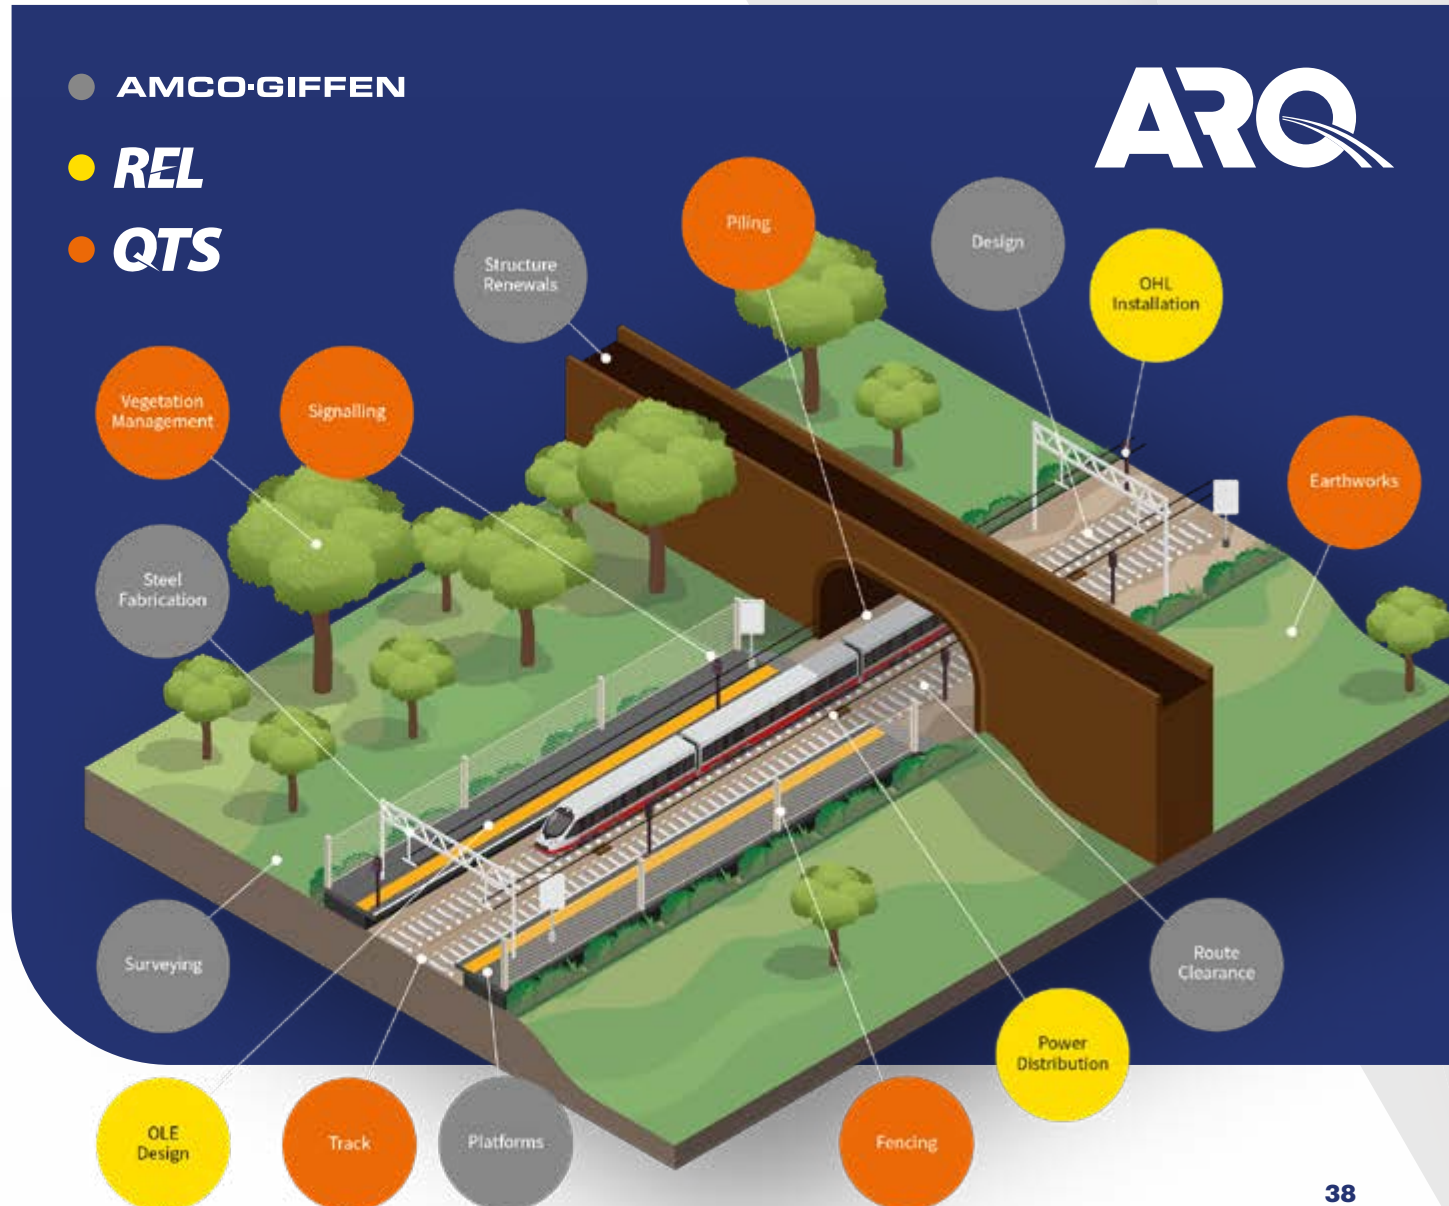 AMCO-GIFFEN
REL
QTS
ARQ
Piling
Design
Structure
Renewals
OHL
Installation
Vegetation
Management
Signalling
Earthworks
Steel
Fabrication
Surveying
Route
Clearance
Power
Distribution
OLE
Design
Track
Platforms
Fencing
38